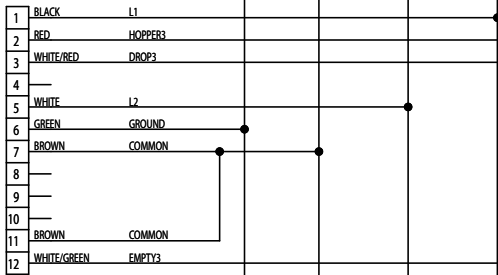 1 BLACK L1
2 RED HOPPER3
3 WHITE/RED DROP3
4
5 WHITE L2
6 GREEN GROUND
7 BROWN COMMON
8
9
10
11 BROWN COMMON
12 WHITE/GREEN EMPTY3